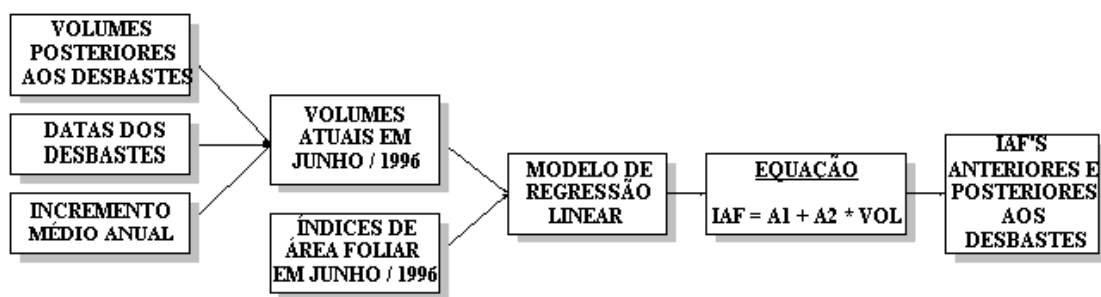 VOLUMES
POSTERIORES
AOS DESBASTES
DATAS DOS
DESBASTES
INCREMENTO
MÉDIO ANUAL
VOLUMES
ATUAIS EM
JUNHO / 1996
ÍNDICES DE
ÁREA FOLIAR
EM JUNHO / 1996
MODELO DE
REGRESSÃO
LINEAR
EQUAÇÃO
IAF = A1 + A2 * VOL
IAF'S
ANTERIORES E
POSTERIORES
AOS
DESBASTES